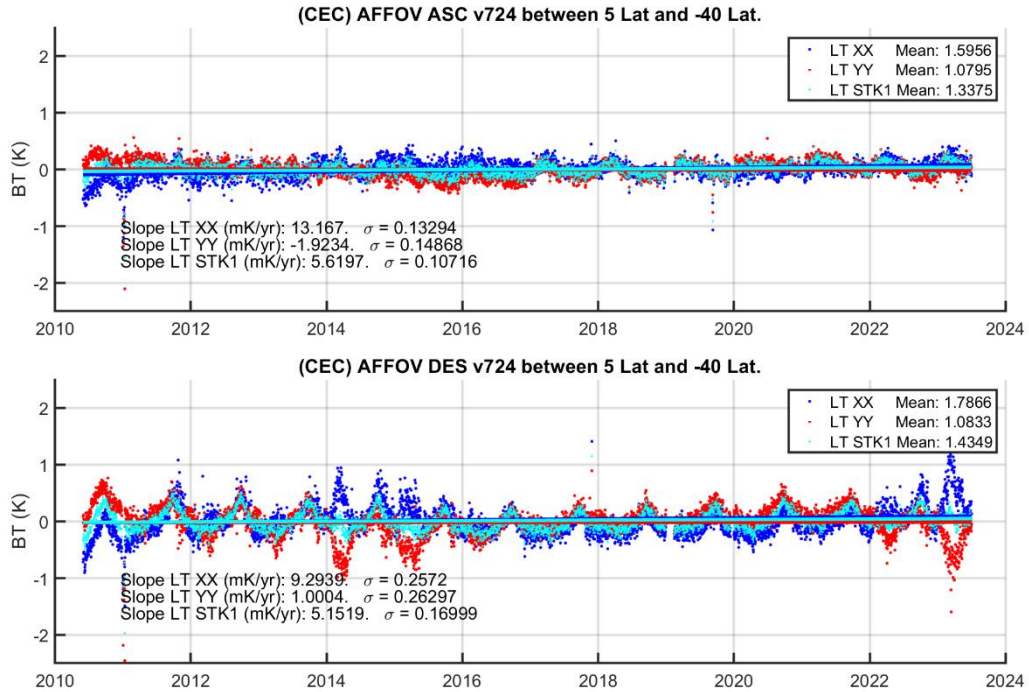 (CEC) AFFOV ASC v724 between 5 Lat and -40 Lat.
2
1
0
-1
-2
BT (K)
LT XX Mean: 1.5956
LT YY Mean: 1.0795
LT STK1 Mean: 1.3375
Slope LT XX (mK/yr): 13.167. σ = 0.13294
Slope LT YY (mK/yr): -1.9234. σ = 0.14868
Slope LT STK1 (mK/yr): 5.6197. σ = 0.10716
2010 2012 2014 2016 2018 2020 2022 2024
(CEC) AFFOV DES v724 between 5 Lat and -40 Lat.
2
1
0
-1
-2
BT (K)
LT XX Mean: 1.7866
LT YY Mean: 1.0833
LT STK1 Mean: 1.4349
Slope LT XX (mK/yr): 9.2939. σ = 0.2572
Slope LT YY (mK/yr): 1.0004. σ = 0.26297
Slope LT STK1 (mK/yr): 5.1519. σ = 0.16999
2010 2012 2014 2016 2018 2020 2022 2024